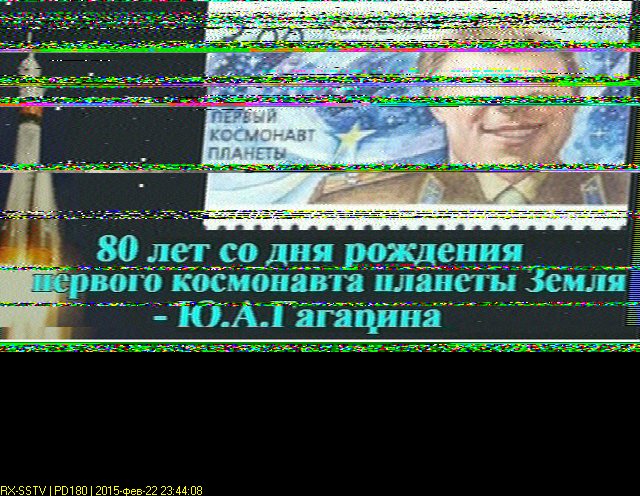 ПЕРВЫЙ
КОСМОНАВТ
ПЛАНЕТЫ
80 лет со дня рождения
первого космонавта планеты Земля
- Ю.А.Гагарина
RX-SSTV | PD180 | 2015-фев-22 23:44:08